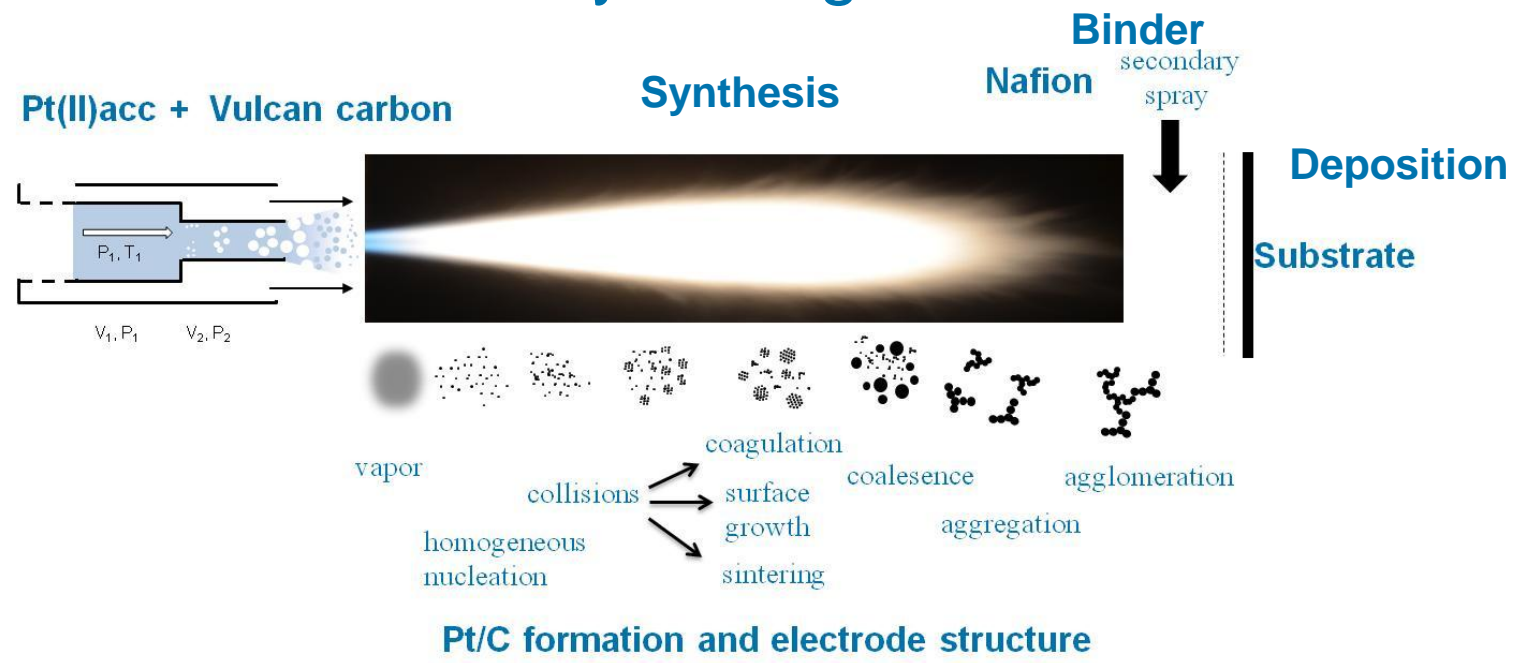 Binder
secondary
spray
Nafion
Synthesis
Pt(II)acc + Vulcan carbon
Deposition
Substrate
P1, T1
V1, P1
V2, P2
vapor
homogeneous
nucleation
collisions
coagulation
surface
growth
sintering
coalesence
aggregation
agglomeration
Pt/C formation and electrode structure